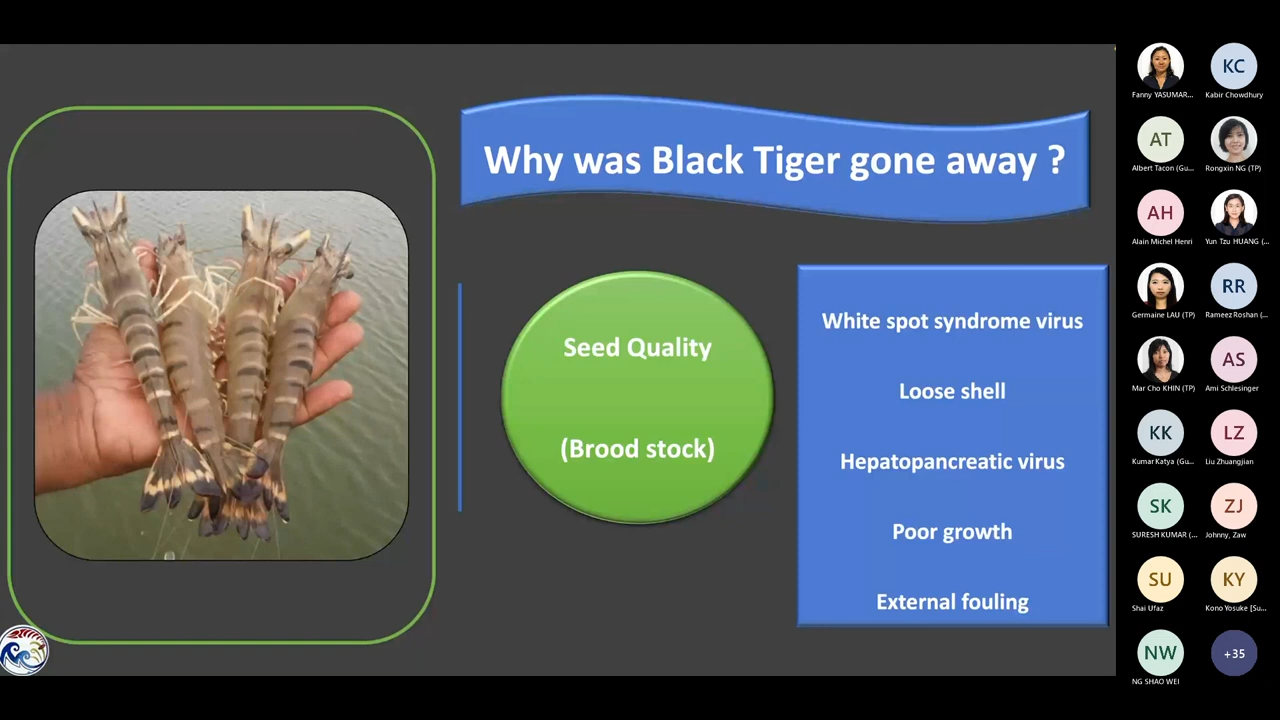 Why was Black Tiger gone away ?
Seed Quality
(Brood stock)
White spot syndrome virus
Loose shell
Hepatopancreatic virus
Poor growth
External fouling
Fanny YASUMAR...
KC
Kabir Chowdhury
AT
Albert Tacon (Gu...
Rongxin NG (TP)
AH
Alain Michel Henri
Yun Tzu HUANG (...
Germaine LAU (TP)
RR
Rameez Roshan (...
Mar Cho KHIN (TP)
AS
Ami Schlesinger
KK
Kumar Katya (Gu...
LZ
Liu Zhuangjian
SK
SURESH KUMAR (...
ZJ
Johnny, Zaw
SU
Shai Ufaz
KY
Kono Yosuke [Su...
NW
NG SHAO WEI
+35